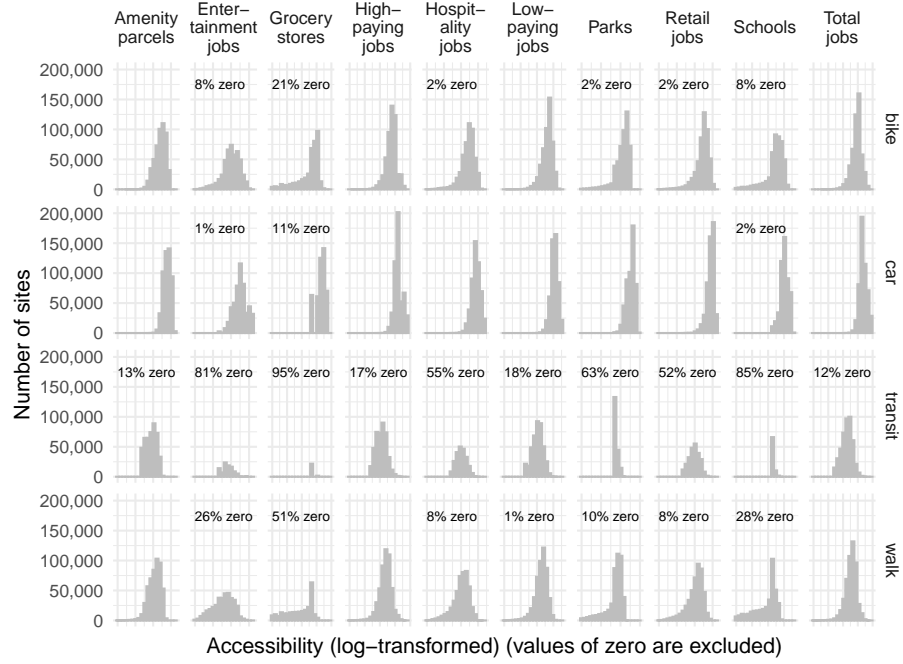 Amenity parcels
Enter– tainment jobs
Grocery stores
High– paying jobs
Hospit– ality jobs
Low– paying jobs
Parks
Retail jobs
Schools
Total jobs
200,000
150,000
100,000
50,000
0
8% zero
21% zero
2% zero
2% zero
2% zero
8% zero
bike
200,000
150,000
100,000
50,000
0
1% zero
11% zero
2% zero
car
200,000
150,000
100,000
50,000
0
13% zero
81% zero
95% zero
17% zero
55% zero
18% zero
63% zero
52% zero
85% zero
12% zero
transit
200,000
150,000
100,000
50,000
0
26% zero
51% zero
8% zero
1% zero
10% zero
8% zero
28% zero
walk
Number of sites
Accessibility (log–transformed) (values of zero are excluded)